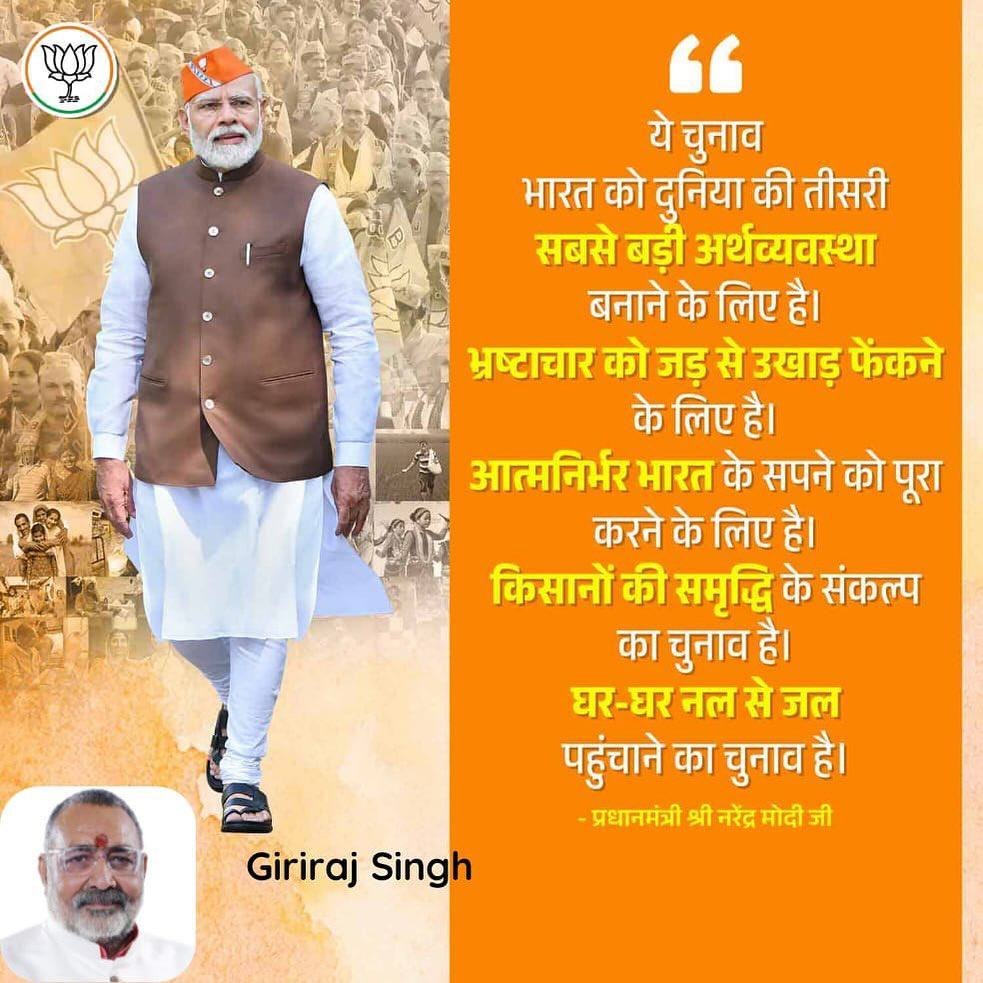 ये चुनाव
भारत को दुनिया की तीसरी
सबसे बड़ी अर्थव्यवस्था
बनाने के लिए है।
भ्रष्टाचार को जड़ से उखाड़ फेंकने
के लिए है।
आत्मनिर्भर भारत के सपने को पूरा
करने के लिए है।
किसानों की समृद्धि के संकल्प
का चुनाव है।
घर-घर नल से जल
पहुंचाने का चुनाव है।
- प्रधानमंत्री श्री नरेंद्र मोदी जी
Giriraj Singh